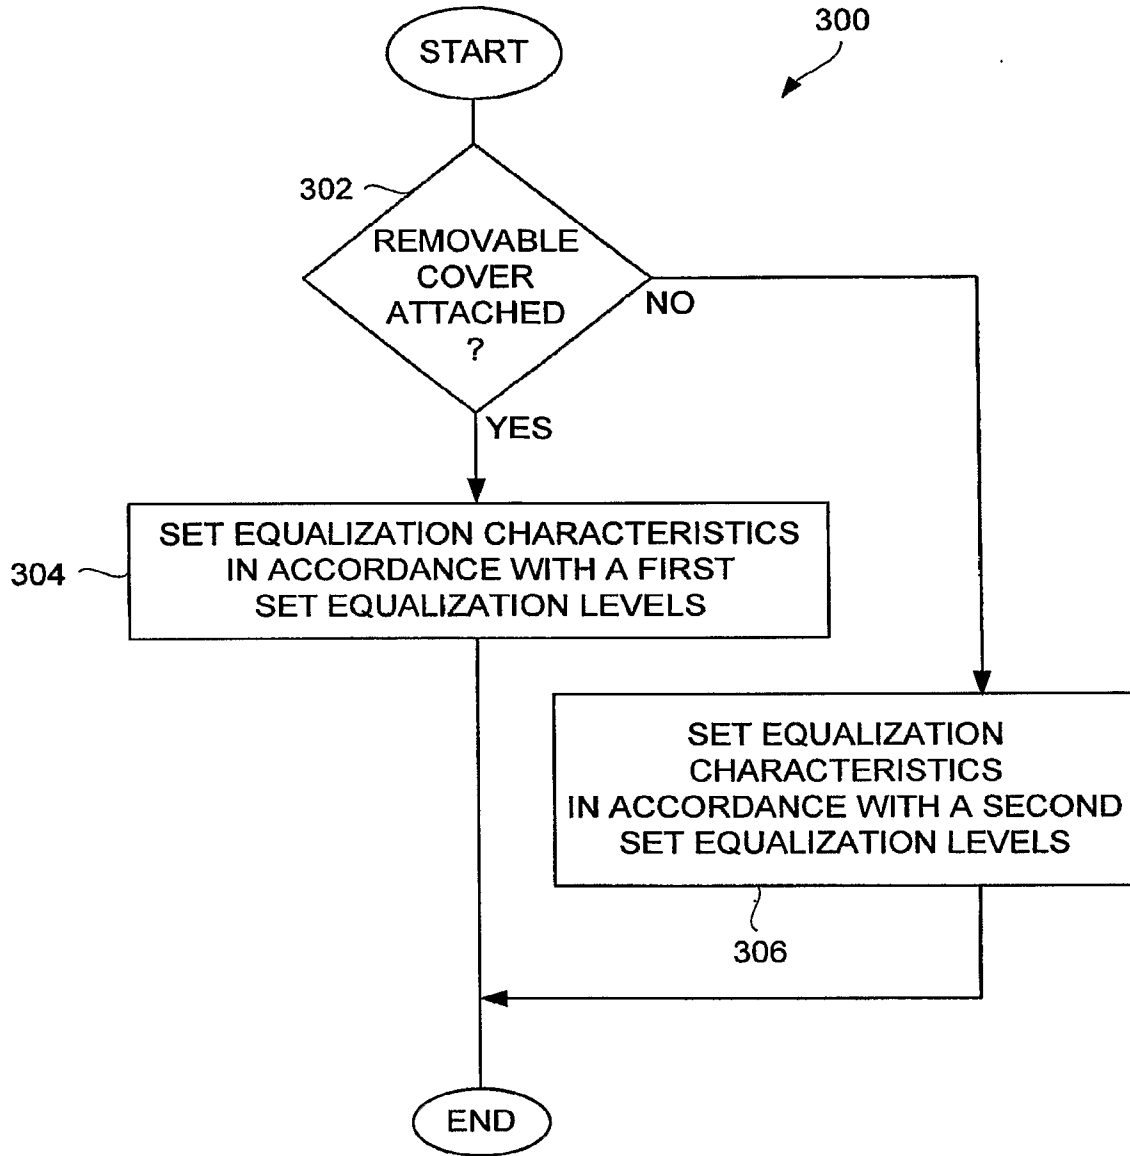 START
300
302
REMOVABLE
COVER
ATTACHED
?
NO
YES
304
SET EQUALIZATION CHARACTERISTICS
IN ACCORDANCE WITH A FIRST
SET EQUALIZATION LEVELS
SET EQUALIZATION
CHARACTERISTICS
IN ACCORDANCE WITH A SECOND
SET EQUALIZATION LEVELS
306
END